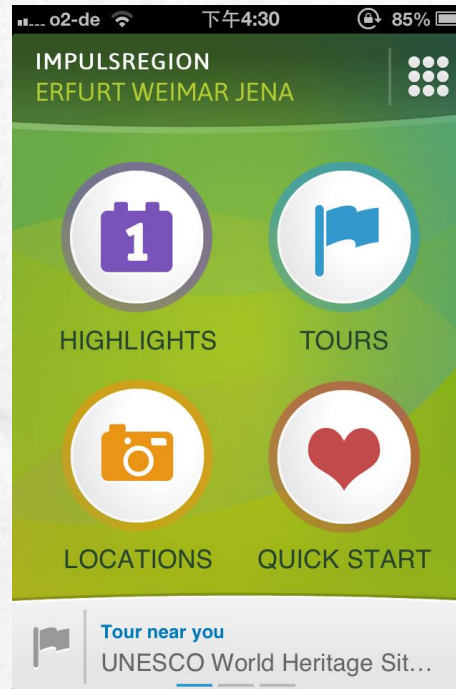 o2-de 下午4:30 85%
IMPULSREGION
ERFURT WEIMAR JENA
1
HIGHLIGHTS TOURS
LOCATIONS QUICK START
Tour near you
UNESCO World Heritage Sit...